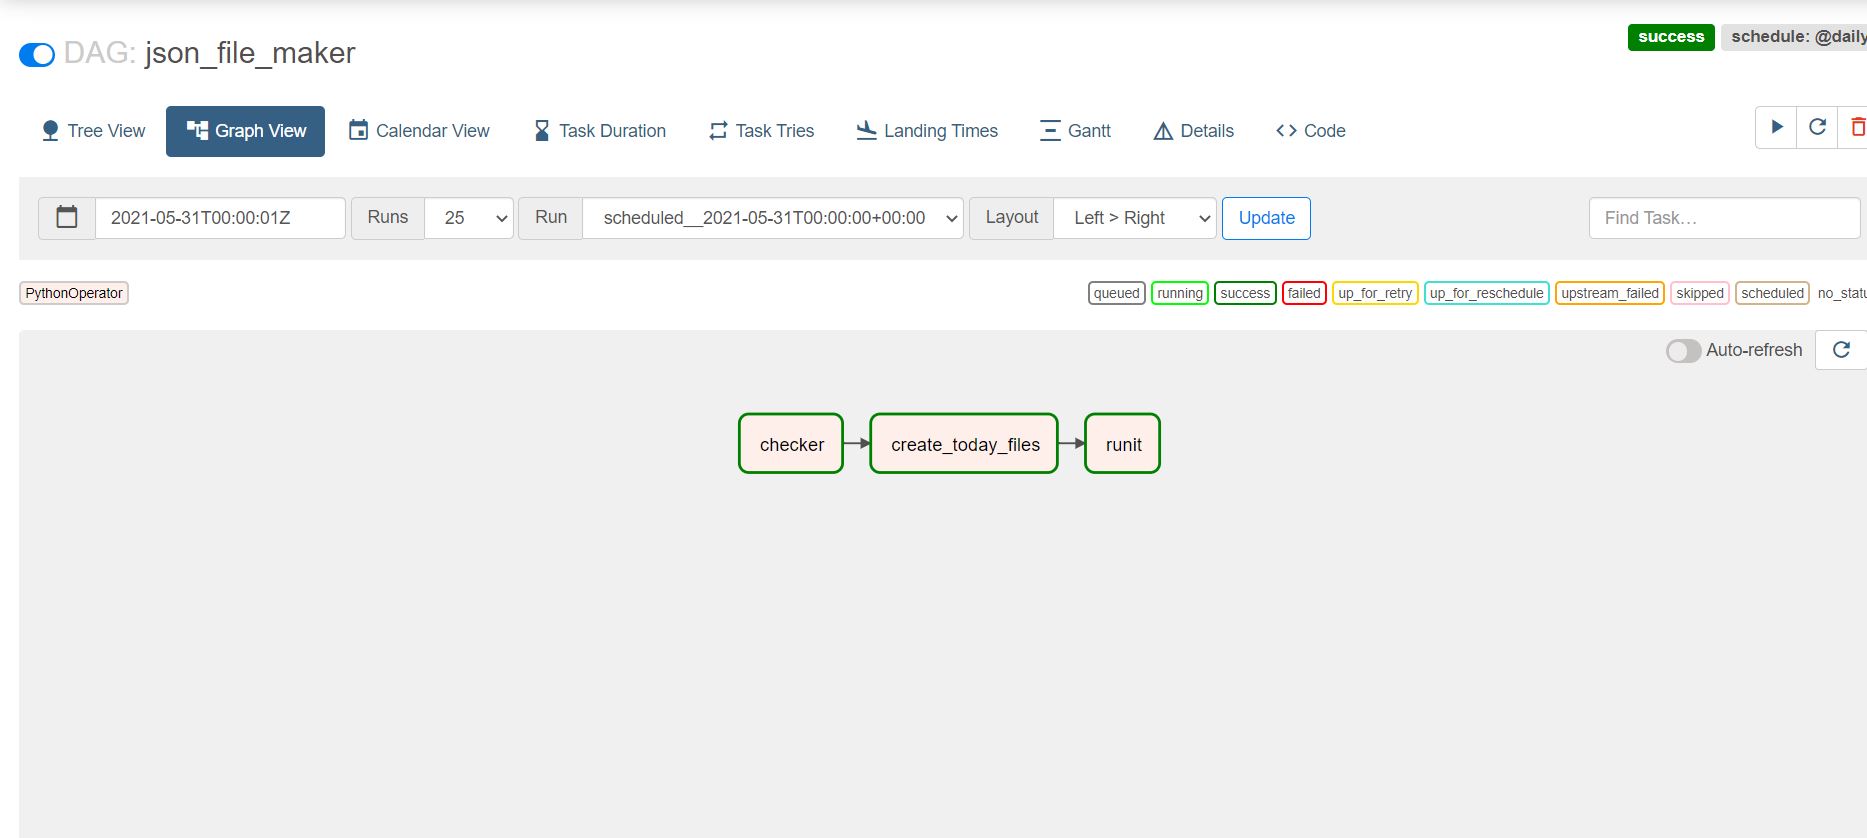 DAG: json_file_maker
success schedule: @daily
Tree View Graph View Calendar View Task Duration Task Tries Landing Times Gantt Details Code
2021-05-31T00:00:01Z Runs 25 Run scheduled__2021-05-31T00:00:00+00:00 Layout Left > Right Update Find Task…
PythonOperator queued running success failed up_for_retry up_for_reschedule upstream_failed skipped scheduled no_statu
Auto-refresh
checker create_today_files runit